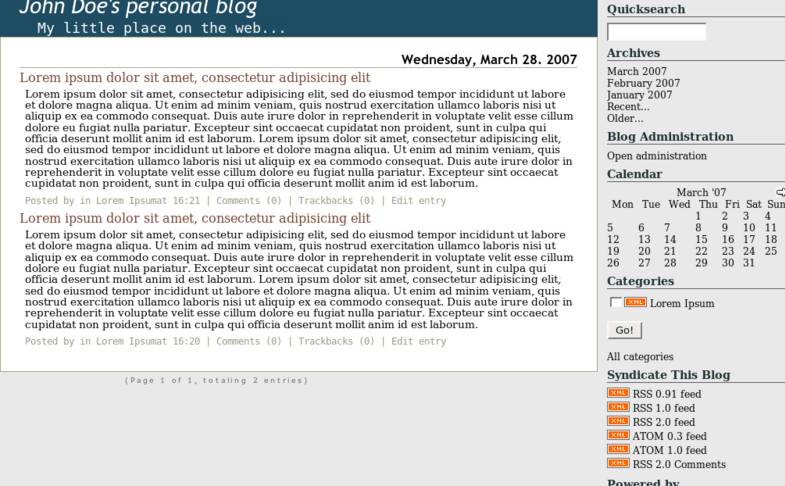 John Doe's personal blog
My little place on the web...
Wednesday, March 28. 2007
Lorem ipsum dolor sit amet, consectetur adipisicing elit
Lorem ipsum dolor sit amet, consectetur adipisicing elit, sed do eiusmod tempor incididunt ut labore
et dolore magna aliqua. Ut enim ad minim veniam, quis nostrud exercitation ullamco laboris nisi ut
aliquip ex ea commodo consequat. Duis aute irure dolor in reprehenderit in voluptate velit esse cillum
dolore eu fugiat nulla pariatur. Excepteur sint occaecat cupidatat non proident, sunt in culpa qui
officia deserunt mollit anim id est laborum. Lorem ipsum dolor sit amet, consectetur adipisicing elit,
sed do eiusmod tempor incididunt ut labore et dolore magna aliqua. Ut enim ad minim veniam, quis
nostrud exercitation ullamco laboris nisi ut aliquip ex ea commodo consequat. Duis aute irure dolor in
reprehenderit in voluptate velit esse cillum dolore eu fugiat nulla pariatur. Excepteur sint occaecat
cupidatat non proident, sunt in culpa qui officia deserunt mollit anim id est laborum.
Posted by in Lorem Ipsumat 16:21 | Comments (0) | Trackbacks (0) | Edit entry
Lorem ipsum dolor sit amet, consectetur adipisicing elit
Lorem ipsum dolor sit amet, consectetur adipisicing elit, sed do eiusmod tempor incididunt ut labore
et dolore magna aliqua. Ut enim ad minim veniam, quis nostrud exercitation ullamco laboris nisi ut
aliquip ex ea commodo consequat. Duis aute irure dolor in reprehenderit in voluptate velit esse cillum
dolore eu fugiat nulla pariatur. Excepteur sint occaecat cupidatat non proident, sunt in culpa qui
officia deserunt mollit anim id est laborum. Lorem ipsum dolor sit amet, consectetur adipisicing elit,
sed do eiusmod tempor incididunt ut labore et dolore magna aliqua. Ut enim ad minim veniam, quis
nostrud exercitation ullamco laboris nisi ut aliquip ex ea commodo consequat. Duis aute irure dolor in
reprehenderit in voluptate velit esse cillum dolore eu fugiat nulla pariatur. Excepteur sint occaecat
cupidatat non proident, sunt in culpa qui officia deserunt mollit anim id est laborum.
Posted by in Lorem Ipsumat 16:20 | Comments (0) | Trackbacks (0) | Edit entry
(Page 1 of 1, totaling 2 entries)
Quicksearch
Archives
March 2007
February 2007
January 2007
Recent...
Older...
Blog Administration
Open administration
Calendar
March '07
Mon Tue Wed Thu Fri Sat Sun
1 2 3 4
5 6 7 8 9 10 11
12 13 14 15 16 17 18
19 20 21 22 23 24 25
26 27 28 29 30 31
Categories
XML Lorem Ipsum
Go!
All categories
Syndicate This Blog
XML RSS 0.91 feed
XML RSS 1.0 feed
XML RSS 2.0 feed
XML ATOM 0.3 feed
XML ATOM 1.0 feed
XML RSS 2.0 Comments
Powered by